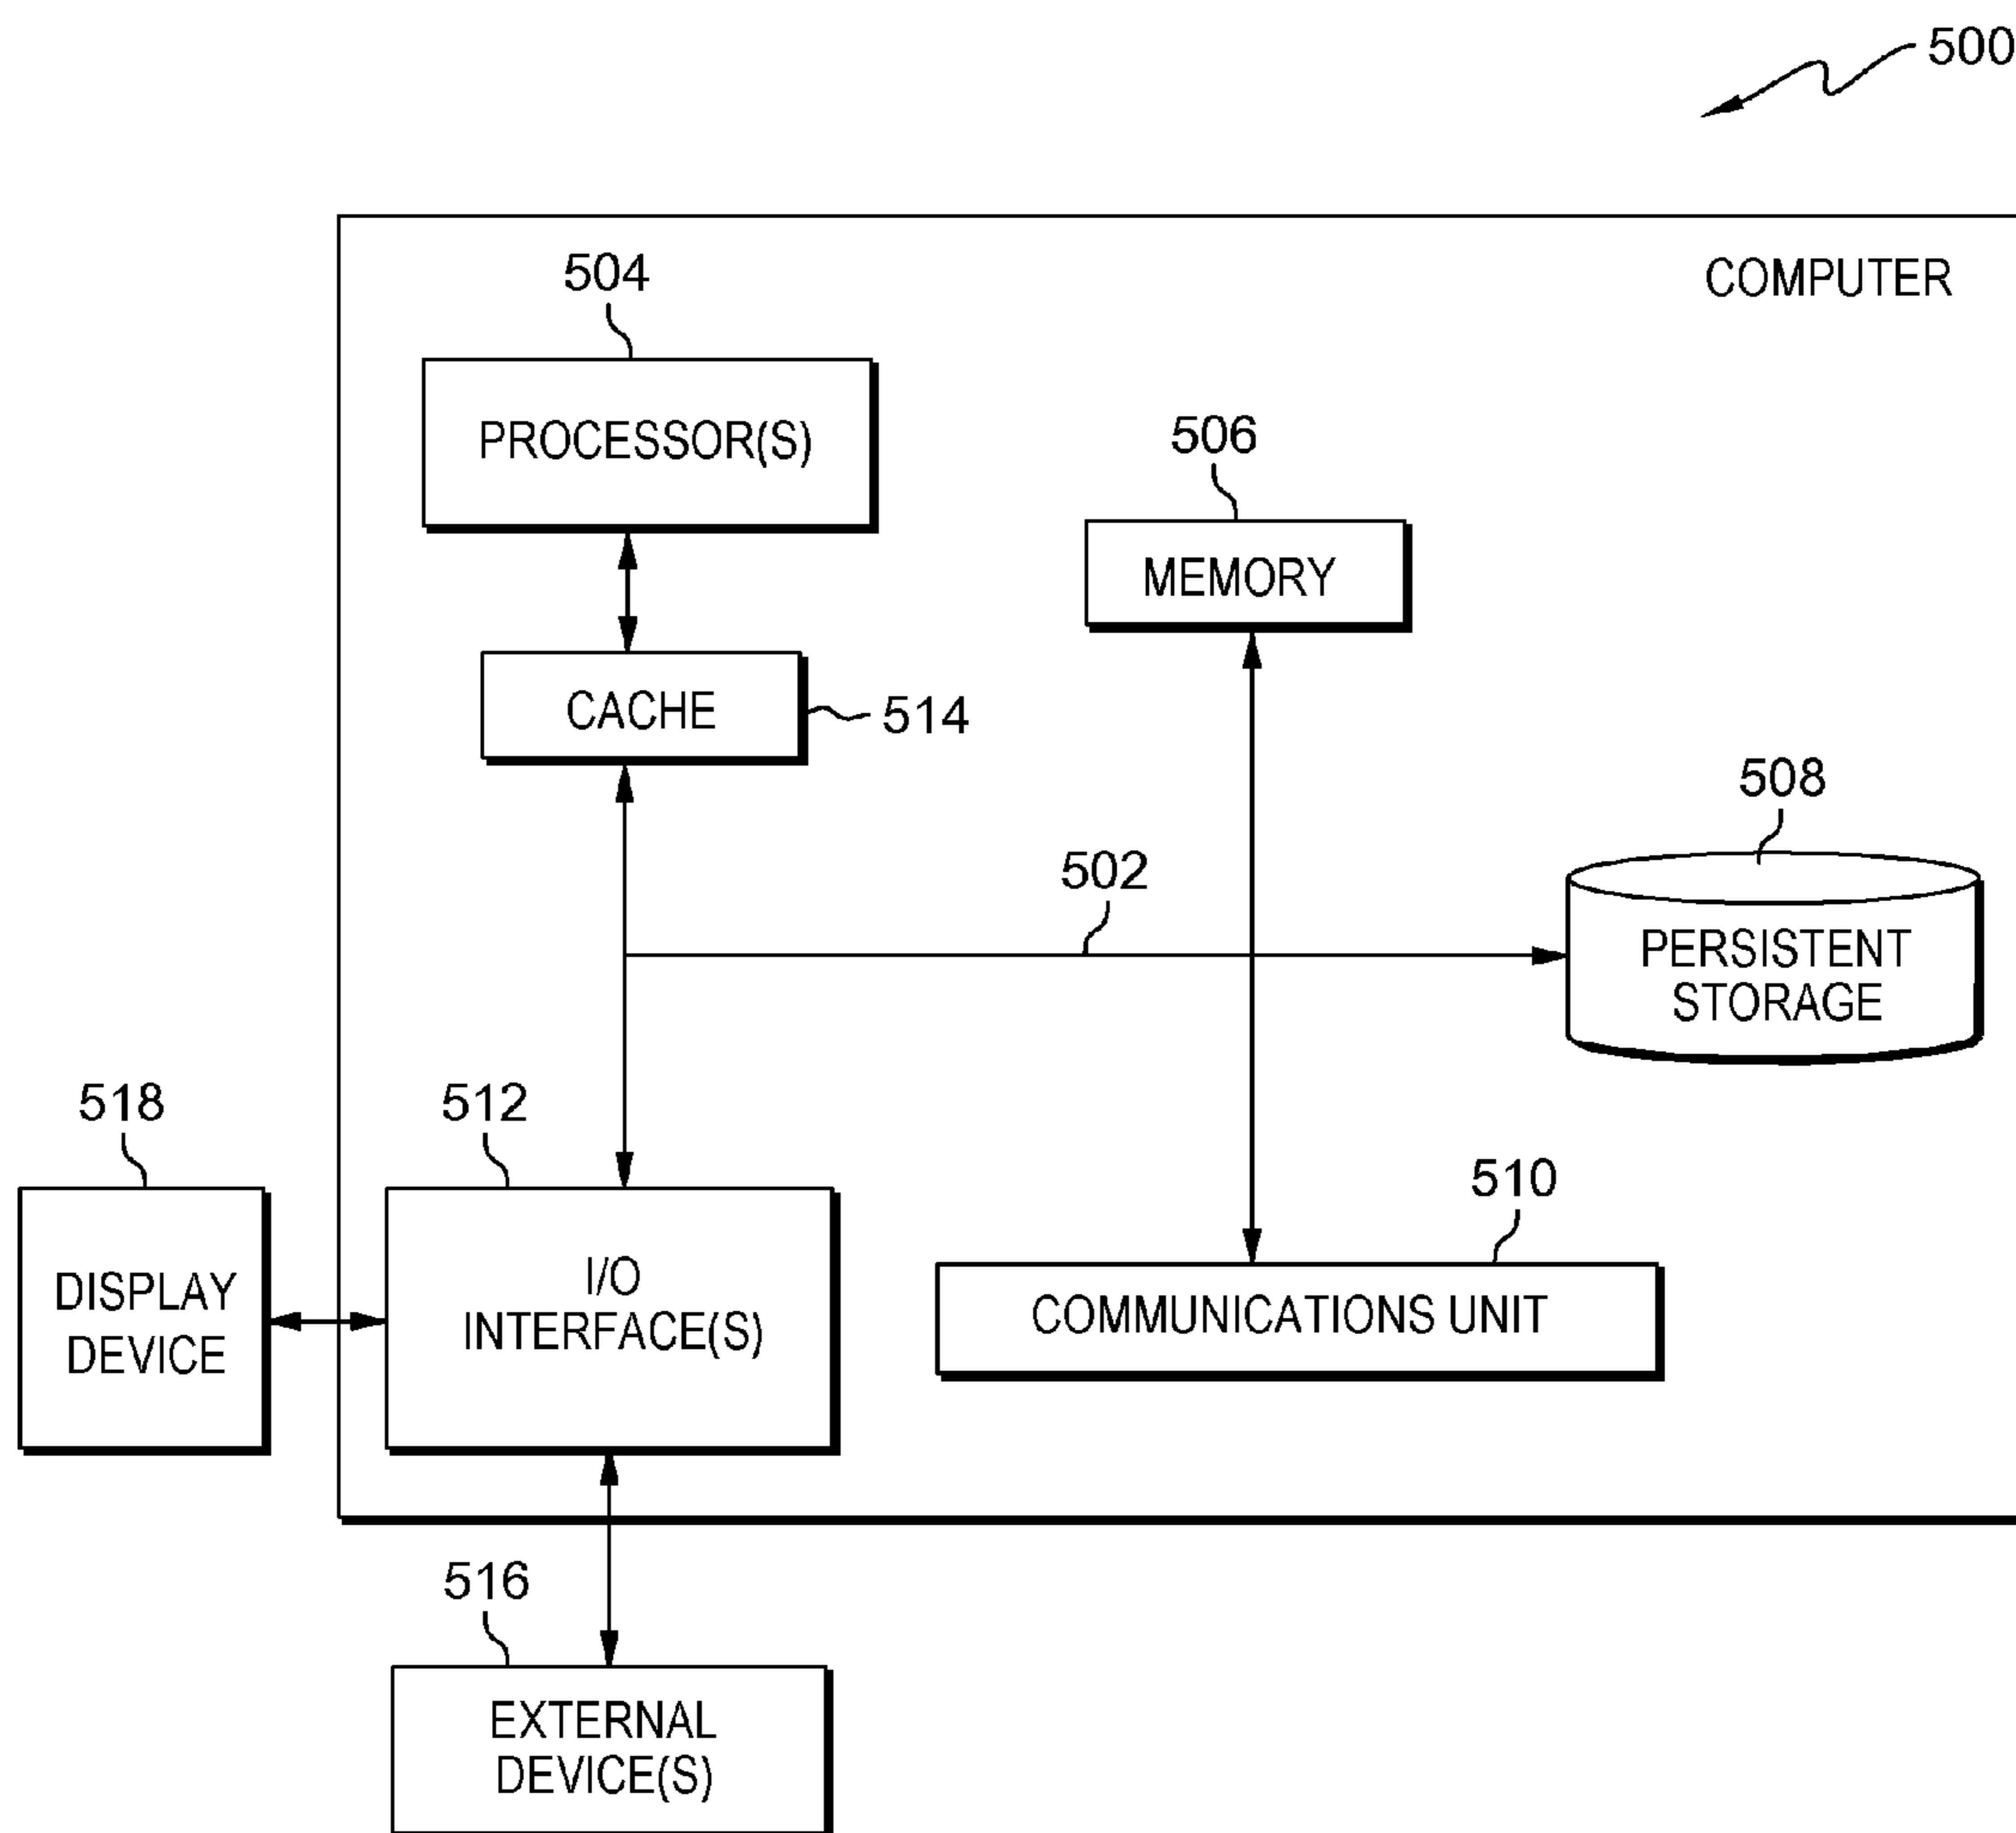 500
COMPUTER
504
PROCESSOR(S)
506
MEMORY
CACHE
514
508
502
PERSISTENT
STORAGE
518
512
510
DISPLAY
DEVICE
I/O
INTERFACE(S)
COMMUNICATIONS UNIT
516
EXTERNAL
DEVICE(S)